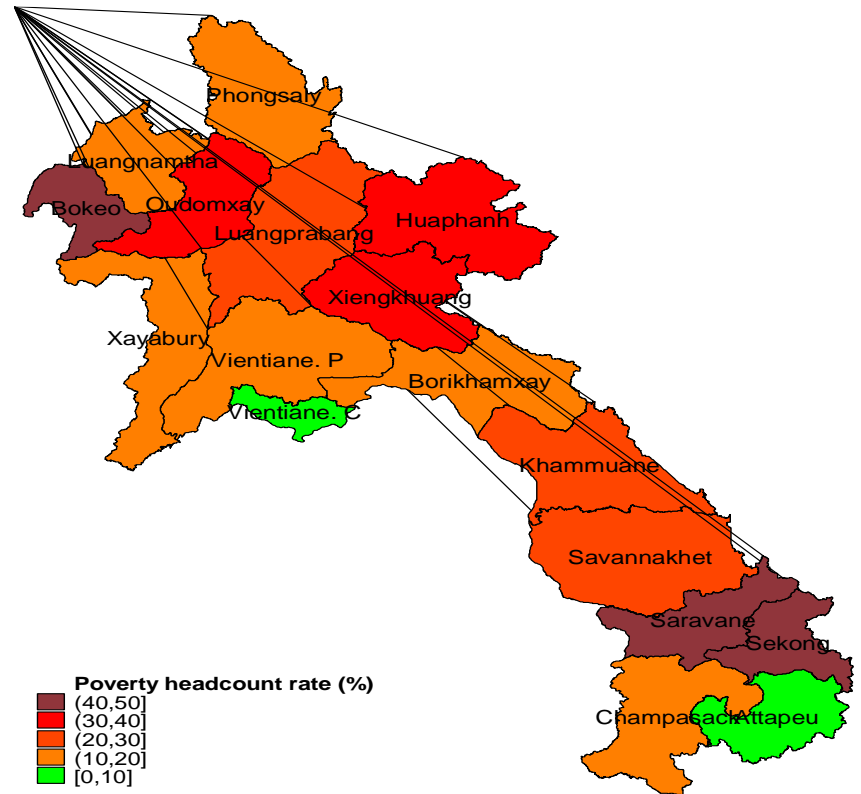 Phongsaly
Luangnamtha
Bokeo
Oudomxay
Huaphanh
Luangprabang
Xiengkhuang
Xayabury
Vientiane. P
Borikhamxay
Vientiane. C
Khammuane
Savannakhet
Saravane
Sekong
Champasack
Attapeu
Poverty headcount rate (%)
(40,50]
(30,40]
(20,30]
(10,20]
[0,10]